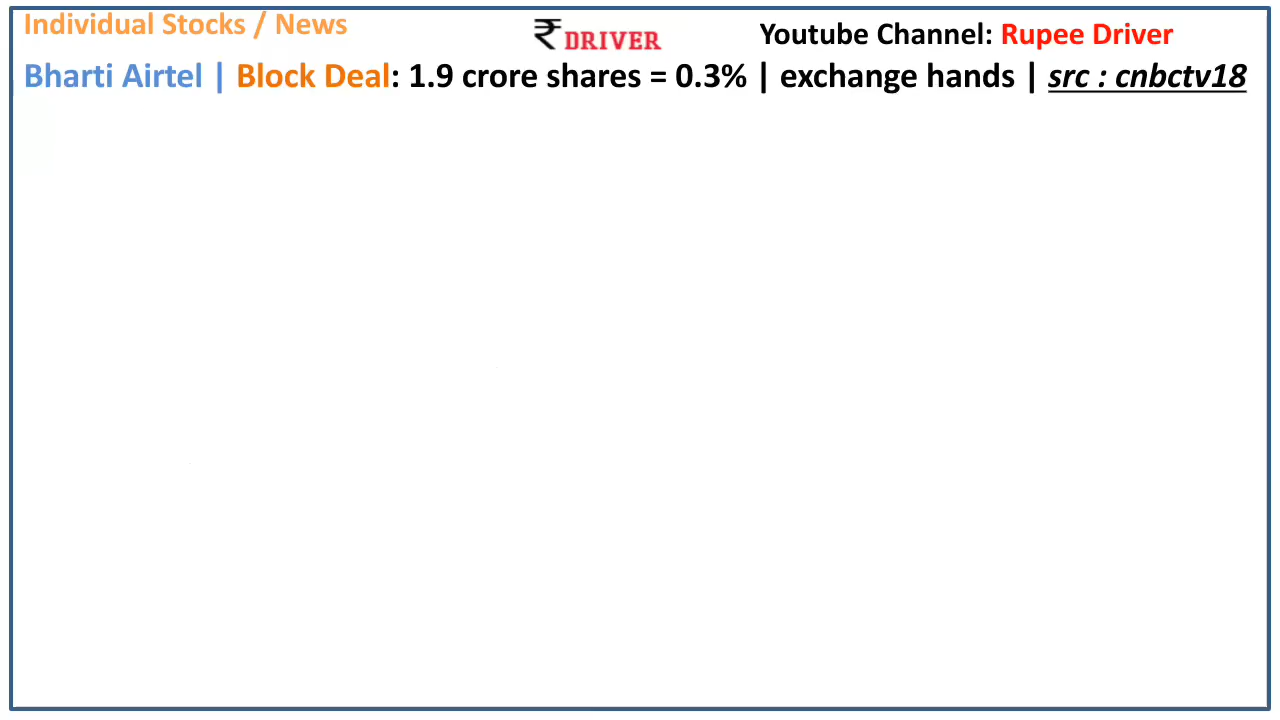 Individual Stocks / News
₹ DRIVER
Youtube Channel: Rupee Driver
Bharti Airtel | Block Deal: 1.9 crore shares = 0.3% | exchange hands | src : cnbctv18